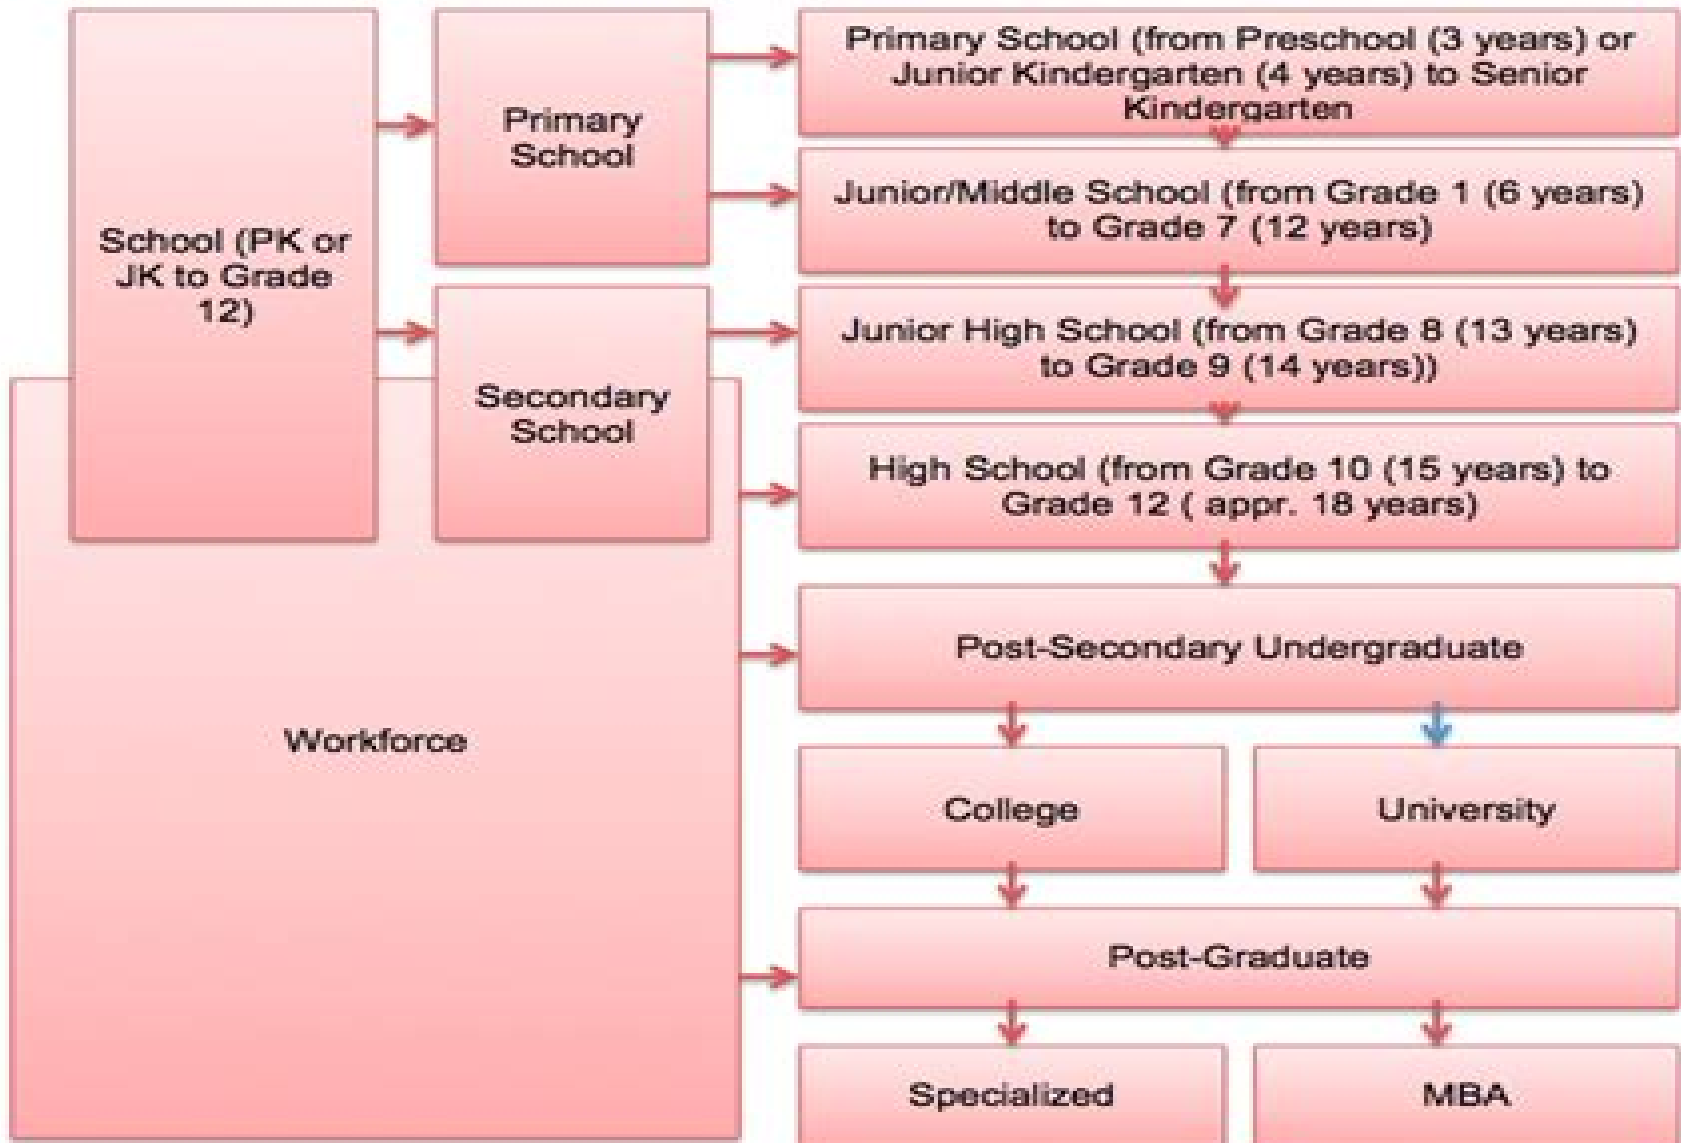 School (PK or
JK to Grade
12)
Primary
School
Secondary
School
Workforce
Primary School (from Preschool (3 years) or
Junior Kindergarten (4 years) to Senior
Kindergarten
Junior/Middle School (from Grade 1 (6 years)
to Grade 7 (12 years)
Junior High School (from Grade 8 (13 years)
to Grade 9 (14 years))
High School (from Grade 10 (15 years) to
Grade 12 ( appr. 18 years)
Post-Secondary Undergraduate
College
University
Post-Graduate
Specialized
MBA